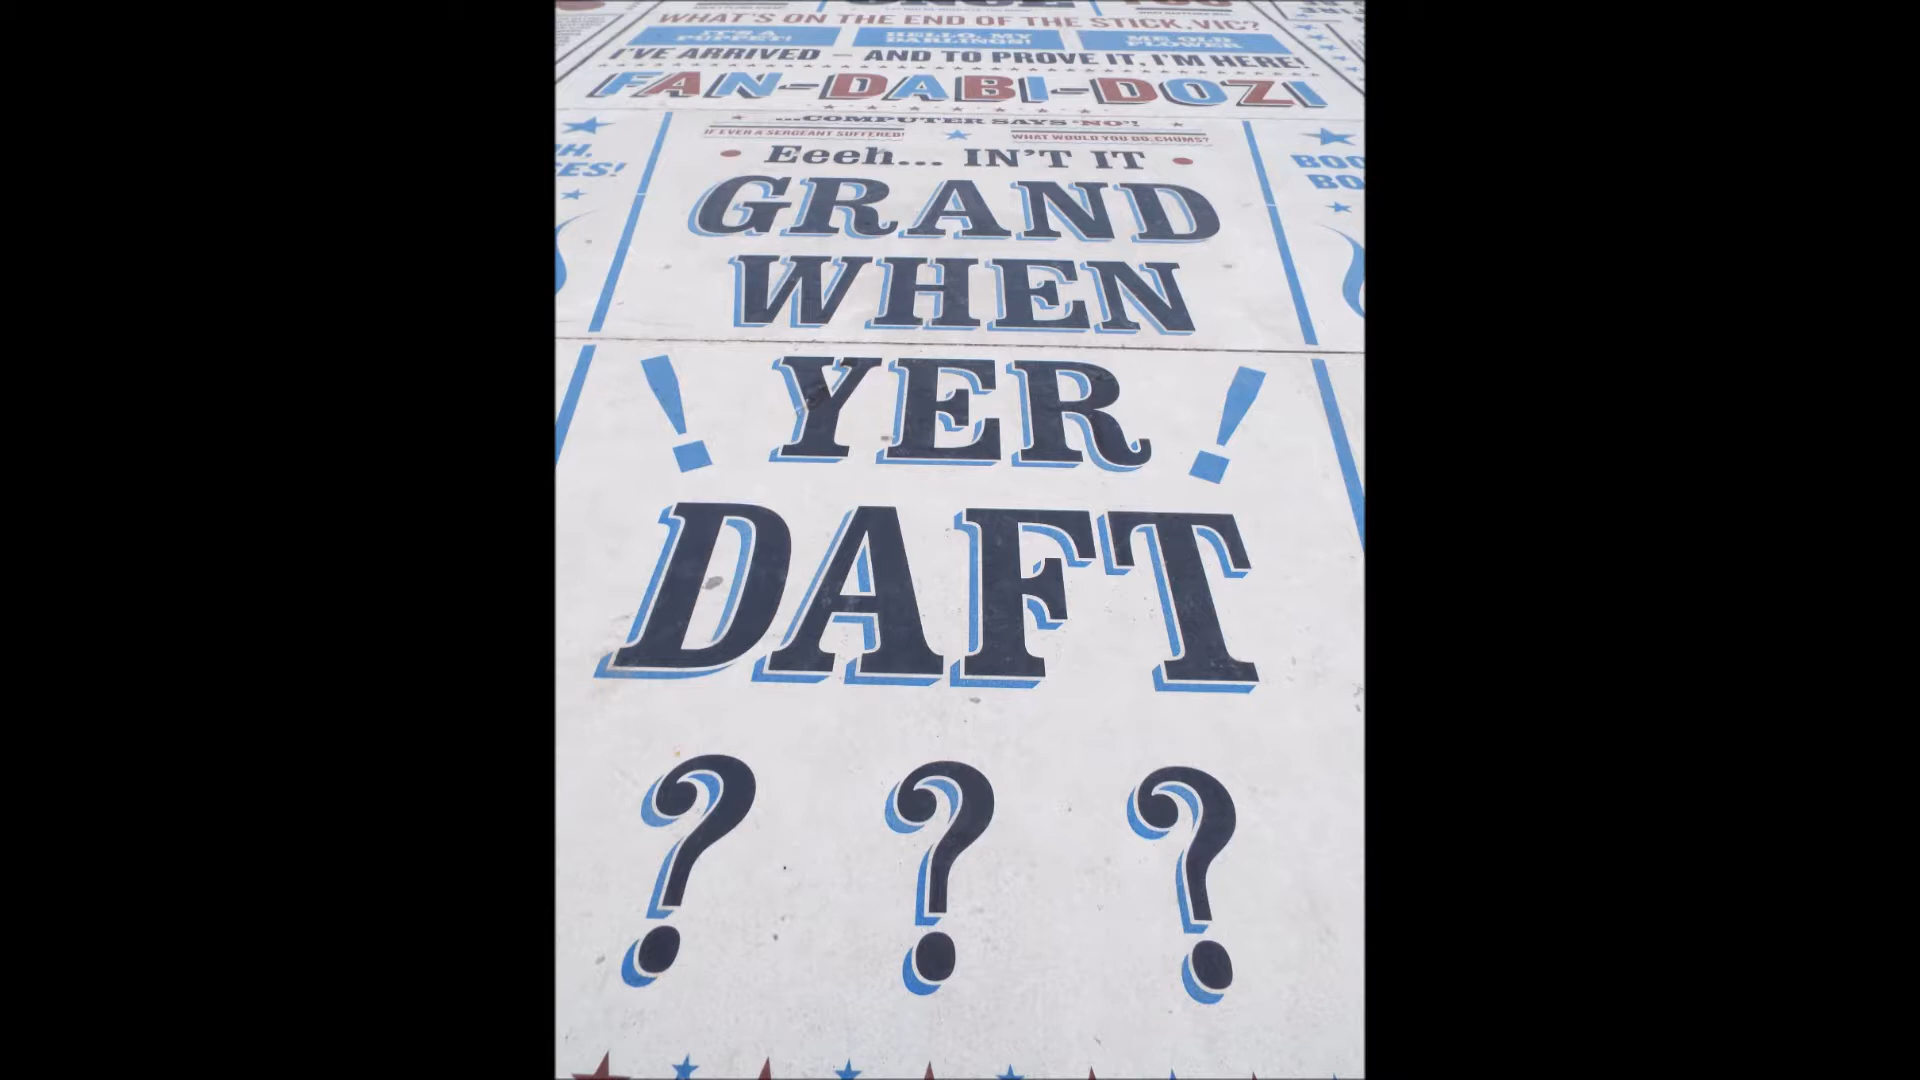 WHAT'S ON THE END OF THE STICK, VIC?
IT'S A PUPPET!
HELLO, MY DARLINGS!
ME OLD FLOWER
I'VE ARRIVED – AND TO PROVE IT, I'M HERE!
FAN-DABI-DOZI
...COMPUTER SAYS "NO"!
IF EVER A SERGEANT SUFFERED!
WHAT WOULD YOU DO, CHUMS?
Eeeh... IN'T IT
GRAND
WHEN
! YER !
DAFT
? ? ?